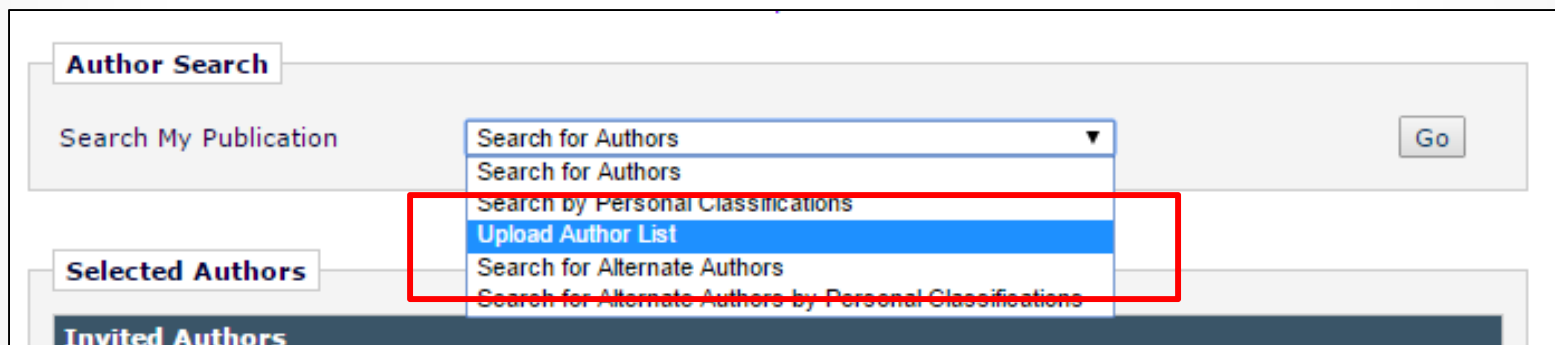 Author Search
Search My Publication Search for Authors ▼ Go
Search for Authors
Search by Personal Classifications
Upload Author List
Search for Alternate Authors
Search for Alternate Authors by Personal Classifications
Selected Authors
Invited Authors